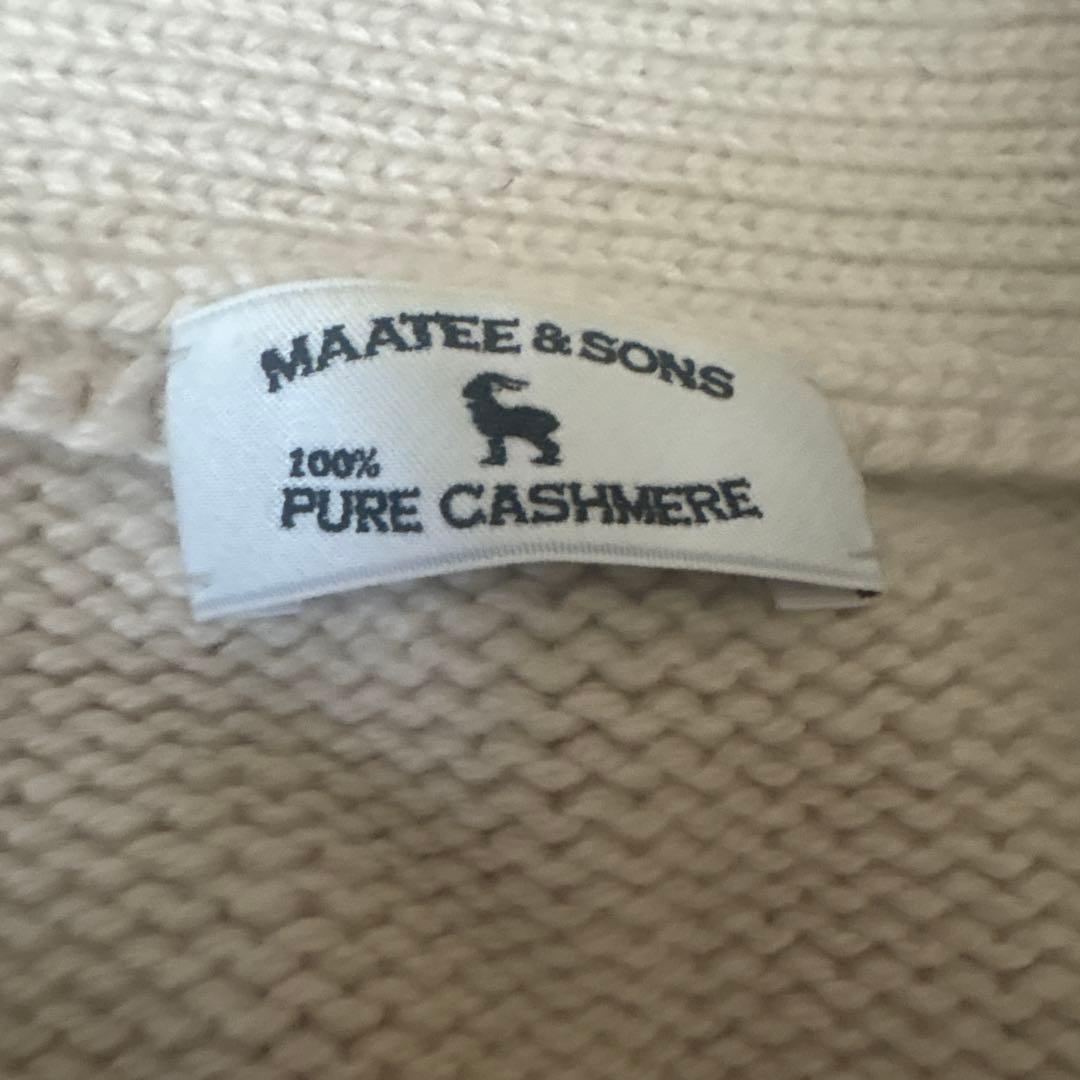 MAATEE & SONS
100%
PURE CASHMERE